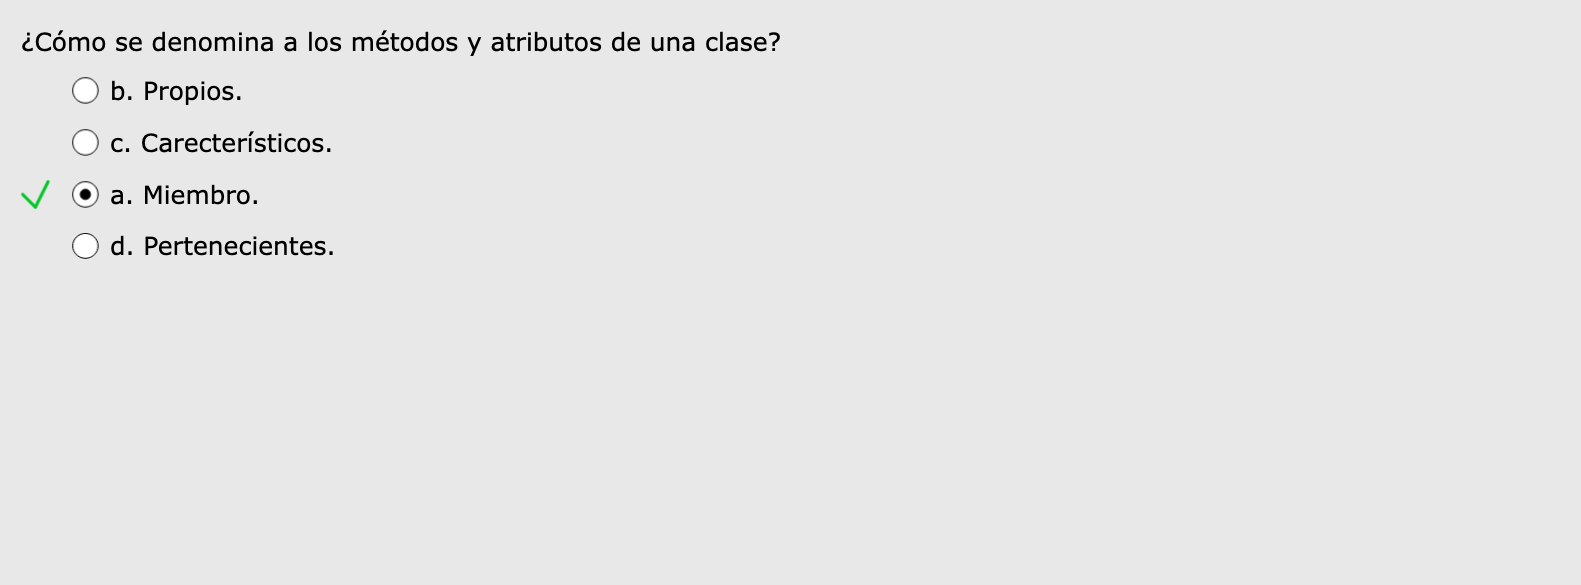 ¿Cómo se denomina a los métodos y atributos de una clase?
b. Propios.
c. Carecterísticos.
a. Miembro.
d. Pertenecientes.